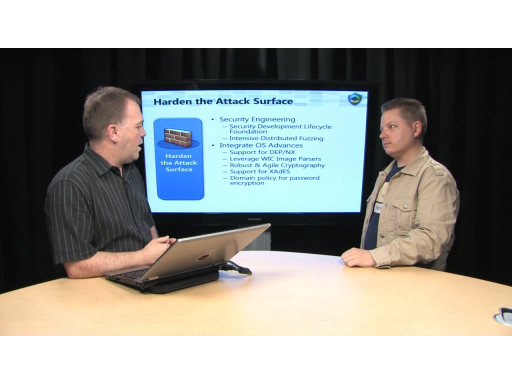 Harden the Attack Surface
Harden
the Attack
Surface
• Security Engineering
– Security Development Lifecycle
Foundation
– Intensive Distributed Fuzzing
• Integrate OS Advances
– Support for DEP/NX
– Leverage WIC Image Parsers
– Robust & Agile Cryptography
– Support for XAdES
– Domain policy for password
encryption